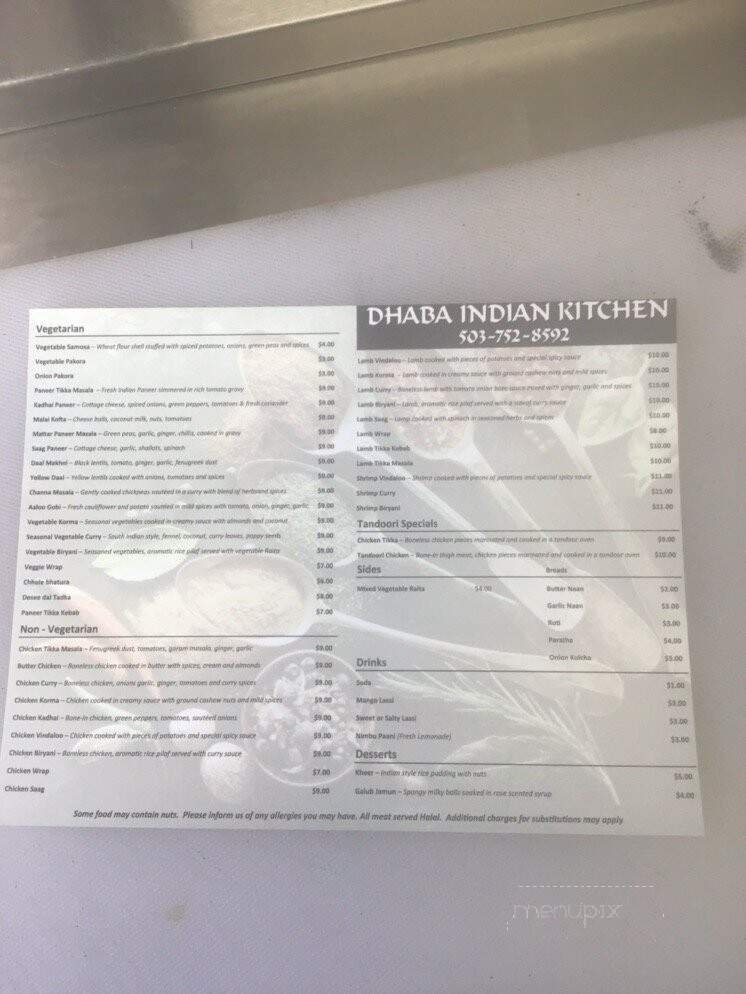 DHABA INDIAN KITCHEN
503-752-8592
Vegetarian
Vegetable Samosa – Wheat flour shell stuffed with spiced potatoes, onions, green peas and spices $4.00
Vegetable Pakora $3.00
Onion Pakora $3.00
Paneer Tikka Masala – Fresh Indian Paneer simmered in rich tomato gravy $9.00
Kadhai Paneer – Cottage cheese, spiced onions, green peppers, tomatoes & fresh coriander $9.00
Malai Kofta – Cheese balls, coconut milk, nuts, tomatoes $9.00
Mattar Paneer Masala – Green peas, garlic, ginger, chillis, cooked in gravy $9.00
Saag Paneer – Cottage cheese, garlic, shallots, spinach $9.00
Daal Makhni – Black lentils, tomato, ginger, garlic, fenugreek dust $9.00
Yellow Daal – Yellow lentils cooked with onions, tomatoes and spices $9.00
Channa Masala – Gently cooked chickpeas sautéed in a curry with blend of herbs and spices $9.00
Aaloo Gobi – Fresh cauliflower and potato sautéed in mild spices with tomato, onion, ginger, garlic $9.00
Vegetable Korma – Seasonal vegetables cooked in creamy sauce with almonds and coconut $9.00
Seasonal Vegetable Curry – South Indian style, fennel, coconut, curry leaves, poppy seeds $9.00
Vegetable Biryani – Seasoned vegetables, aromatic rice pilaf served with vegetable Raita $9.00
Veggie Wrap $7.00
Chhole bhatura
Desee dal Tadka $8.00
Paneer Tikka Kebab $7.00
Non - Vegetarian
Chicken Tikka Masala – Fenugreek dust, tomatoes, garam masala, ginger, garlic $9.00
Butter Chicken – Boneless chicken cooked in butter with spices, cream and almonds $9.00
Chicken Curry – Boneless chicken, onions garlic, ginger, tomatoes and curry spices $9.00
Chicken Korma – Chicken cooked in creamy sauce with ground cashew nuts and mild spices $9.00
Chicken Kadhai – Bone-in chicken, green peppers, tomatoes, sautéed onions $9.00
Chicken Vindaloo – Chicken cooked with pieces of potatoes and special spicy sauce $9.00
Chicken Biryani – Boneless chicken, aromatic rice pilaf served with curry sauce $9.00
Chicken Wrap $7.00
Chicken Saag $9.00
Lamb Vindaloo – Lamb cooked with pieces of potatoes and special spicy sauce $10.00
Lamb Korma – Lamb cooked in creamy sauce with ground cashew nuts and mild spices $10.00
Lamb Curry – Boneless lamb with tomato onion base sauce mixed with ginger, garlic and spices $10.00
Lamb Biryani – Lamb, aromatic rice pilaf served with a salad curry sauce $10.00
Lamb Saag – Lamp cooked with spinach in seasoned herbs and spices $10.00
Lamb Wrap $8.00
Lamb Tikka Kebab $10.00
Lamb Tikka Masala $10.00
Shrimp Vindaloo – Shrimp cooked with pieces of potatoes and special spicy sauce $11.00
Shrimp Curry $11.00
Shrimp Biryani $11.00
Tandoori Specials
Chicken Tikka – Boneless chicken pieces marinated and cooked in a tandoor oven $9.00
Tandoori Chicken – Bone-in thigh meat, chicken pieces marinated and cooked in a tandoor oven $10.00
Sides
Mixed Vegetable Raita $4.00
Breads
Butter Naan $2.00
Garlic Naan $3.00
Roti $3.00
Paratha $4.00
Onion Kulcha $5.00
Drinks
Soda $1.00
Mango Lassi $3.00
Sweet or Salty Lassi $3.00
Nimbu Paani (Fresh Lemonade) $3.00
Desserts
Kheer – Indian style rice pudding with nuts $5.00
Galub Jamun – Spongy milky balls soaked in rose scented syrup $4.00
Some food may contain nuts. Please inform us of any allergies you may have. All meat served Halal. Additional charges for substitutions may apply
menupix